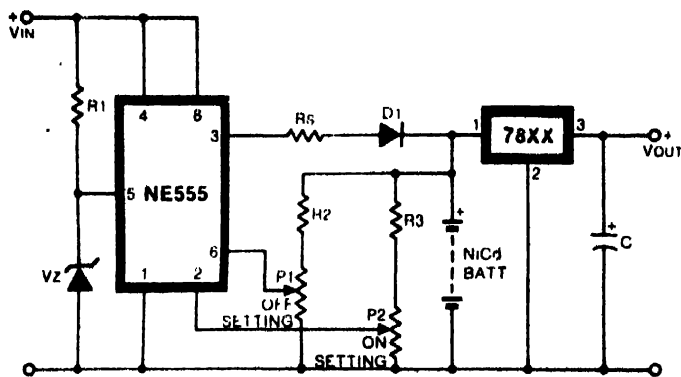 +
VIN
R1
4
8
3
RS
D1
1
78XX
3
+
VOUT
2
5
NE555
R2
R3
+
NiCd
BATT
+
C
6
VZ
1
2
P1
OFF
SETTING
P2
ON
SETTING